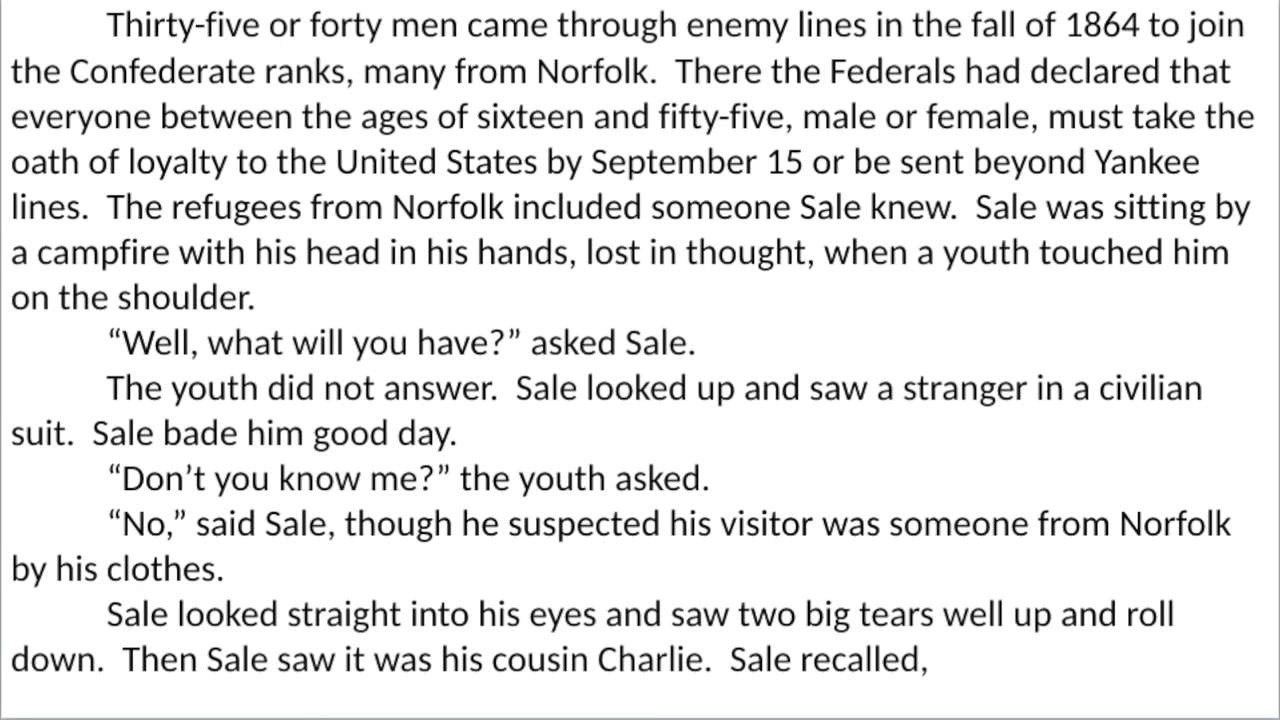 Thirty-five or forty men came through enemy lines in the fall of 1864 to join
the Confederate ranks, many from Norfolk.  There the Federals had declared that
everyone between the ages of sixteen and fifty-five, male or female, must take the
oath of loyalty to the United States by September 15 or be sent beyond Yankee
lines.  The refugees from Norfolk included someone Sale knew.  Sale was sitting by
a campfire with his head in his hands, lost in thought, when a youth touched him
on the shoulder.
“Well, what will you have?” asked Sale.
The youth did not answer.  Sale looked up and saw a stranger in a civilian
suit.  Sale bade him good day.
“Don’t you know me?” the youth asked.
“No,” said Sale, though he suspected his visitor was someone from Norfolk
by his clothes.
Sale looked straight into his eyes and saw two big tears well up and roll
down.  Then Sale saw it was his cousin Charlie.  Sale recalled,